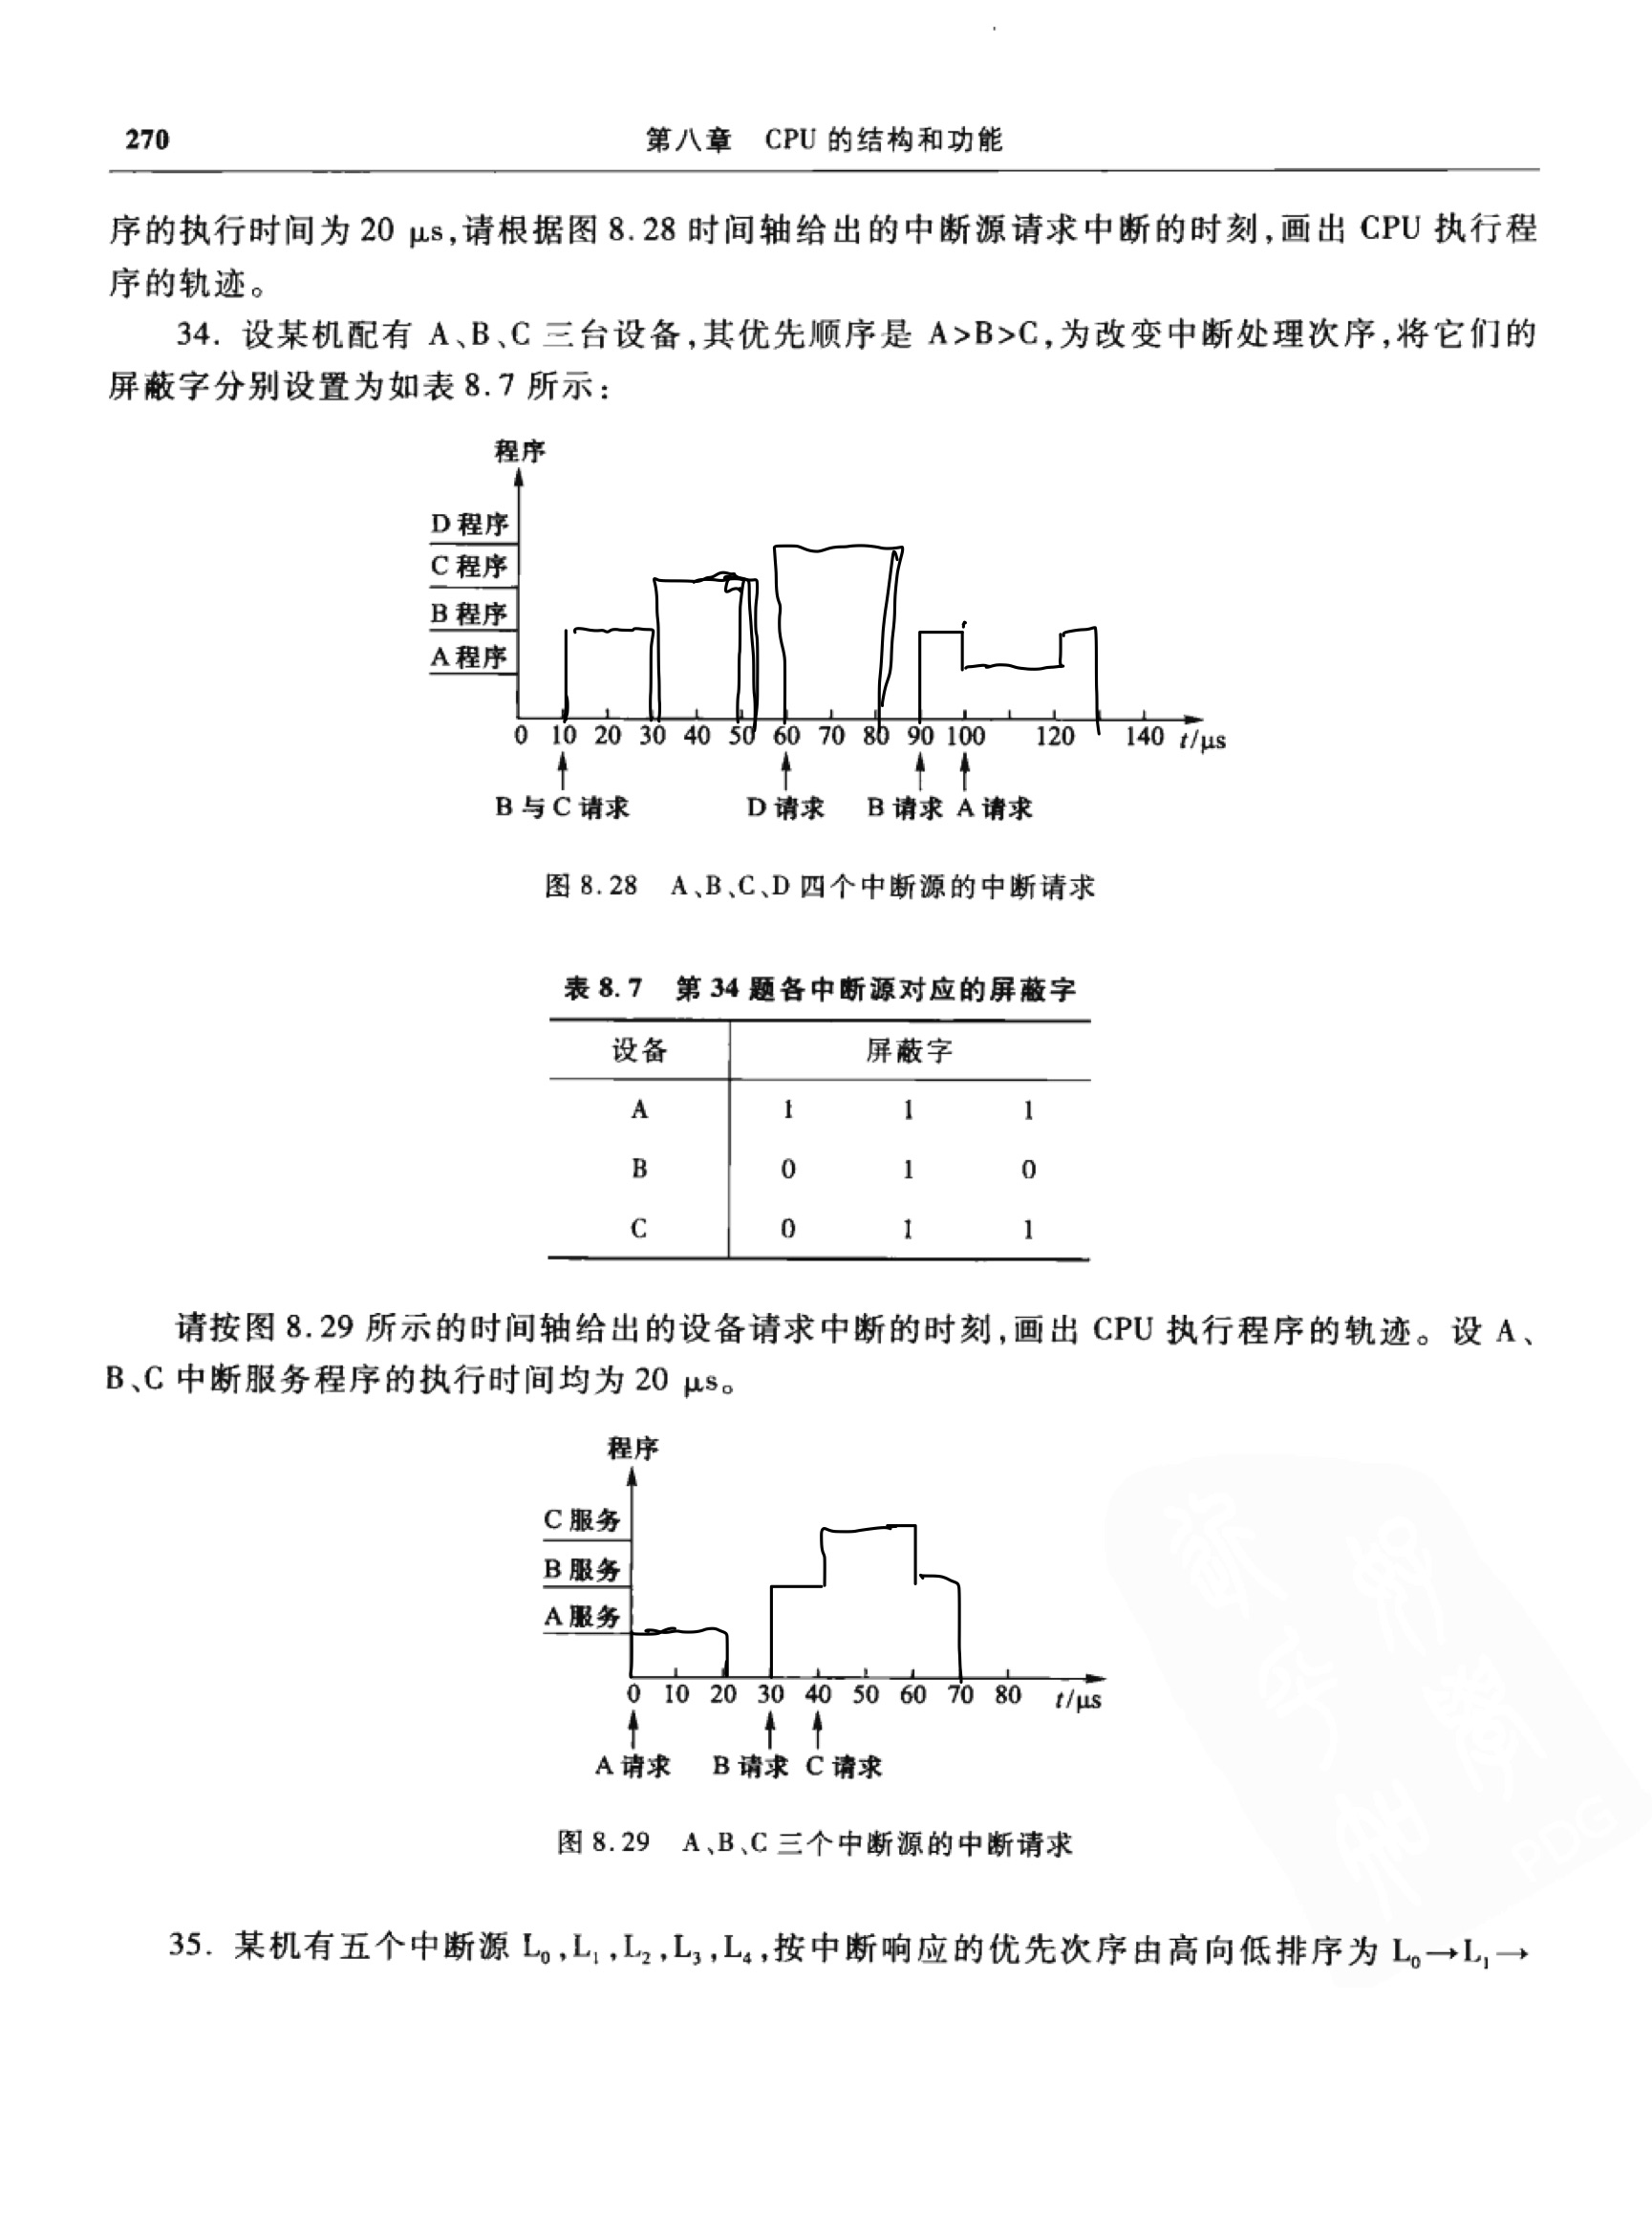 270
第八章 CPU 的结构和功能
序的执行时间为 20 μs,请根据图 8.28 时间轴给出的中断源请求中断的时刻,画出 CPU 执行程
序的轨迹。
34. 设某机配有 A、B、C 三台设备,其优先顺序是 A>B>C,为改变中断处理次序,将它们的
屏蔽字分别设置为如表 8.7 所示:
程序
D 程序
C 程序
B 程序
A 程序
0 10 20 30 40 50 60 70 80 90 100 120 140 t/μs
B 与 C 请求 D 请求 B 请求 A 请求
图 8.28 A、B、C、D 四个中断源的中断请求
表 8.7 第 34 题各中断源对应的屏蔽字
设备 屏蔽字
A 1 1 1
B 0 1 0
C 0 1 1
请按图 8.29 所示的时间轴给出的设备请求中断的时刻,画出 CPU 执行程序的轨迹。设 A、
B、C 中断服务程序的执行时间均为 20 μs。
程序
C 服务
B 服务
A 服务
0 10 20 30 40 50 60 70 80 t/μs
A 请求 B 请求 C 请求
图 8.29 A、B、C 三个中断源的中断请求
35. 某机有五个中断源 L₀,L₁,L₂,L₃,L₄,按中断响应的优先次序由高向低排序为 L₀→L₁→
PDG